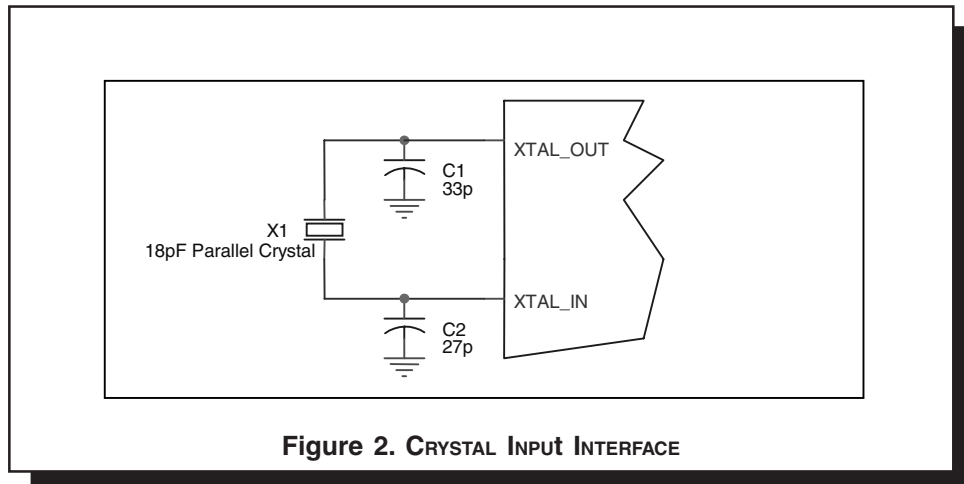 XTAL_OUT
C1
33p
X1
18pF Parallel Crystal
XTAL_IN
C2
27p
Figure 2. CRYSTAL INPUT INTERFACE